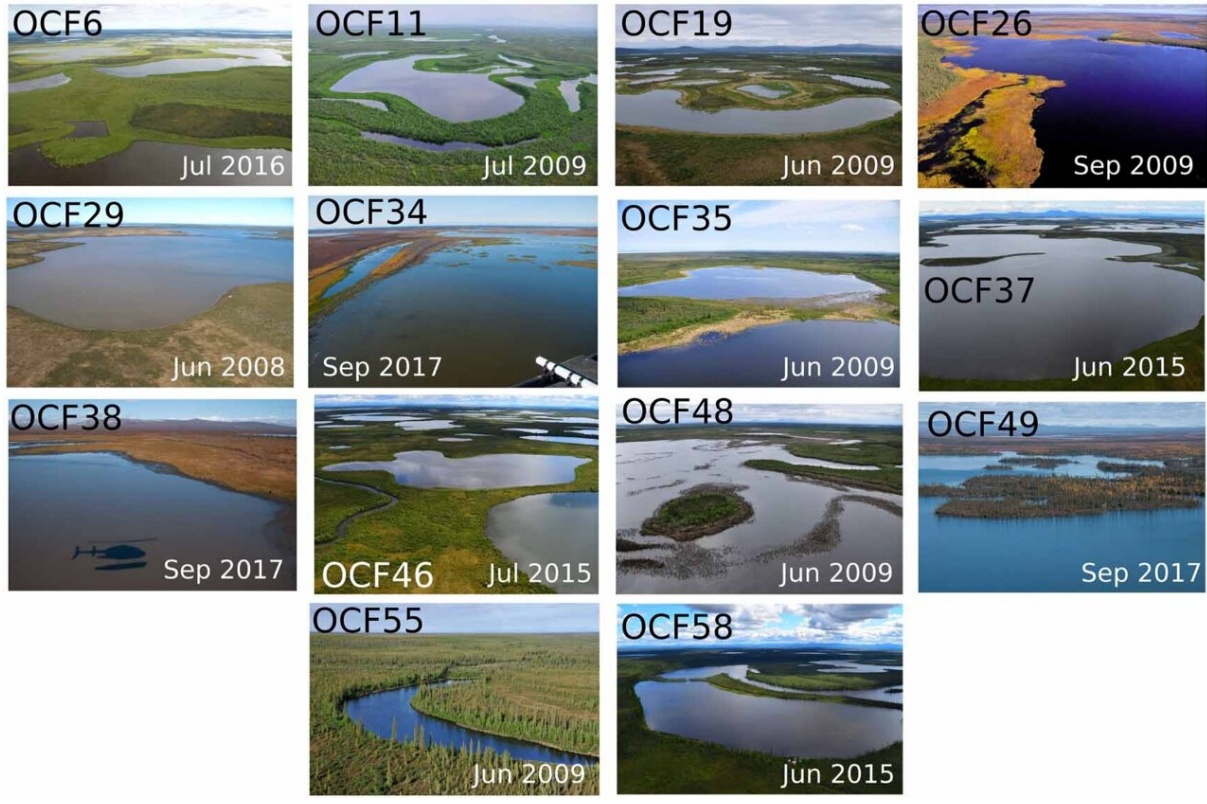 OCF6
Jul 2016
OCF11
Jul 2009
OCF19
Jun 2009
OCF26
Sep 2009
OCF29
Jun 2008
OCF34
Sep 2017
OCF35
Jun 2009
OCF37
Jun 2015
OCF38
Sep 2017
OCF46
Jul 2015
OCF48
Jun 2009
OCF49
Sep 2017
OCF55
Jun 2009
OCF58
Jun 2015